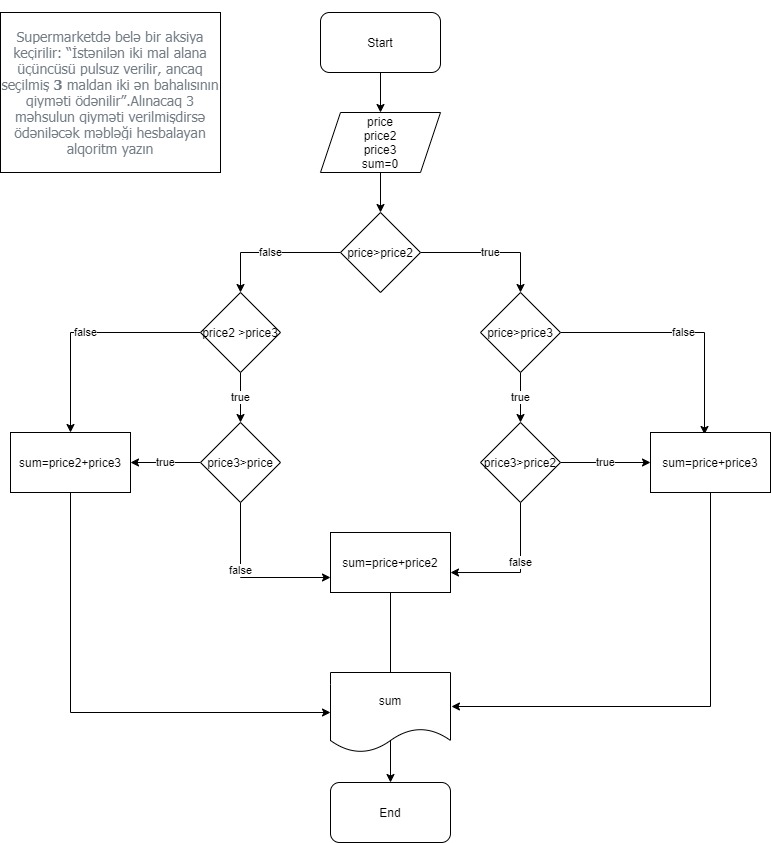 Supermarketdə belə bir aksiya
keçirilir: “İstənilən iki mal alana
üçüncüsü pulsuz verilir, ancaq
seçilmiş 3 maldan iki ən bahalısının
qiyməti ödənilir”.Alınacaq 3
məhsulun qiyməti verilmişdirsə
ödəniləcək məbləği hesbalayan
alqoritm yazın
Start
price
price2
price3
sum=0
price>price2
false
true
price2 >price3
price>price3
false
false
true
true
sum=price2+price3
true
price3>price
price3>price2
true
sum=price+price3
false
false
sum=price+price2
sum
End